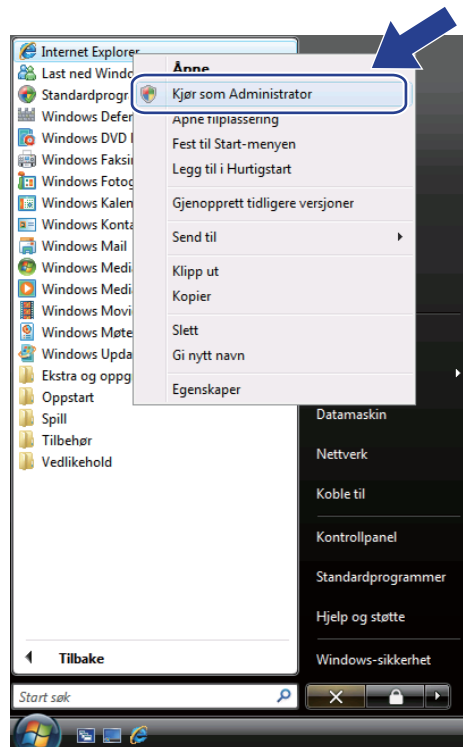 Internet Explorer
Last ned Windo
Standardprogr
Windows Defer
Windows DVD
Windows Faksi
Windows Fotog
Windows Kalen
Windows Konta
Windows Mail
Windows Medi
Windows Medi
Windows Movi
Windows Møte
Windows Upda
Ekstra og oppg
Oppstart
Spill
Tilbehør
Vedlikehold
Tilbake
Start søk
Åpne
Kjør som Administrator
Åpne filplassering
Fest til Start-menyen
Legg til i Hurtigstart
Gjenopprett tidligere versjoner
Send til
Klipp ut
Kopier
Slett
Gi nytt navn
Egenskaper
Datamaskin
Nettverk
Koble til
Kontrollpanel
Standardprogrammer
Hjelp og støtte
Windows-sikkerhet